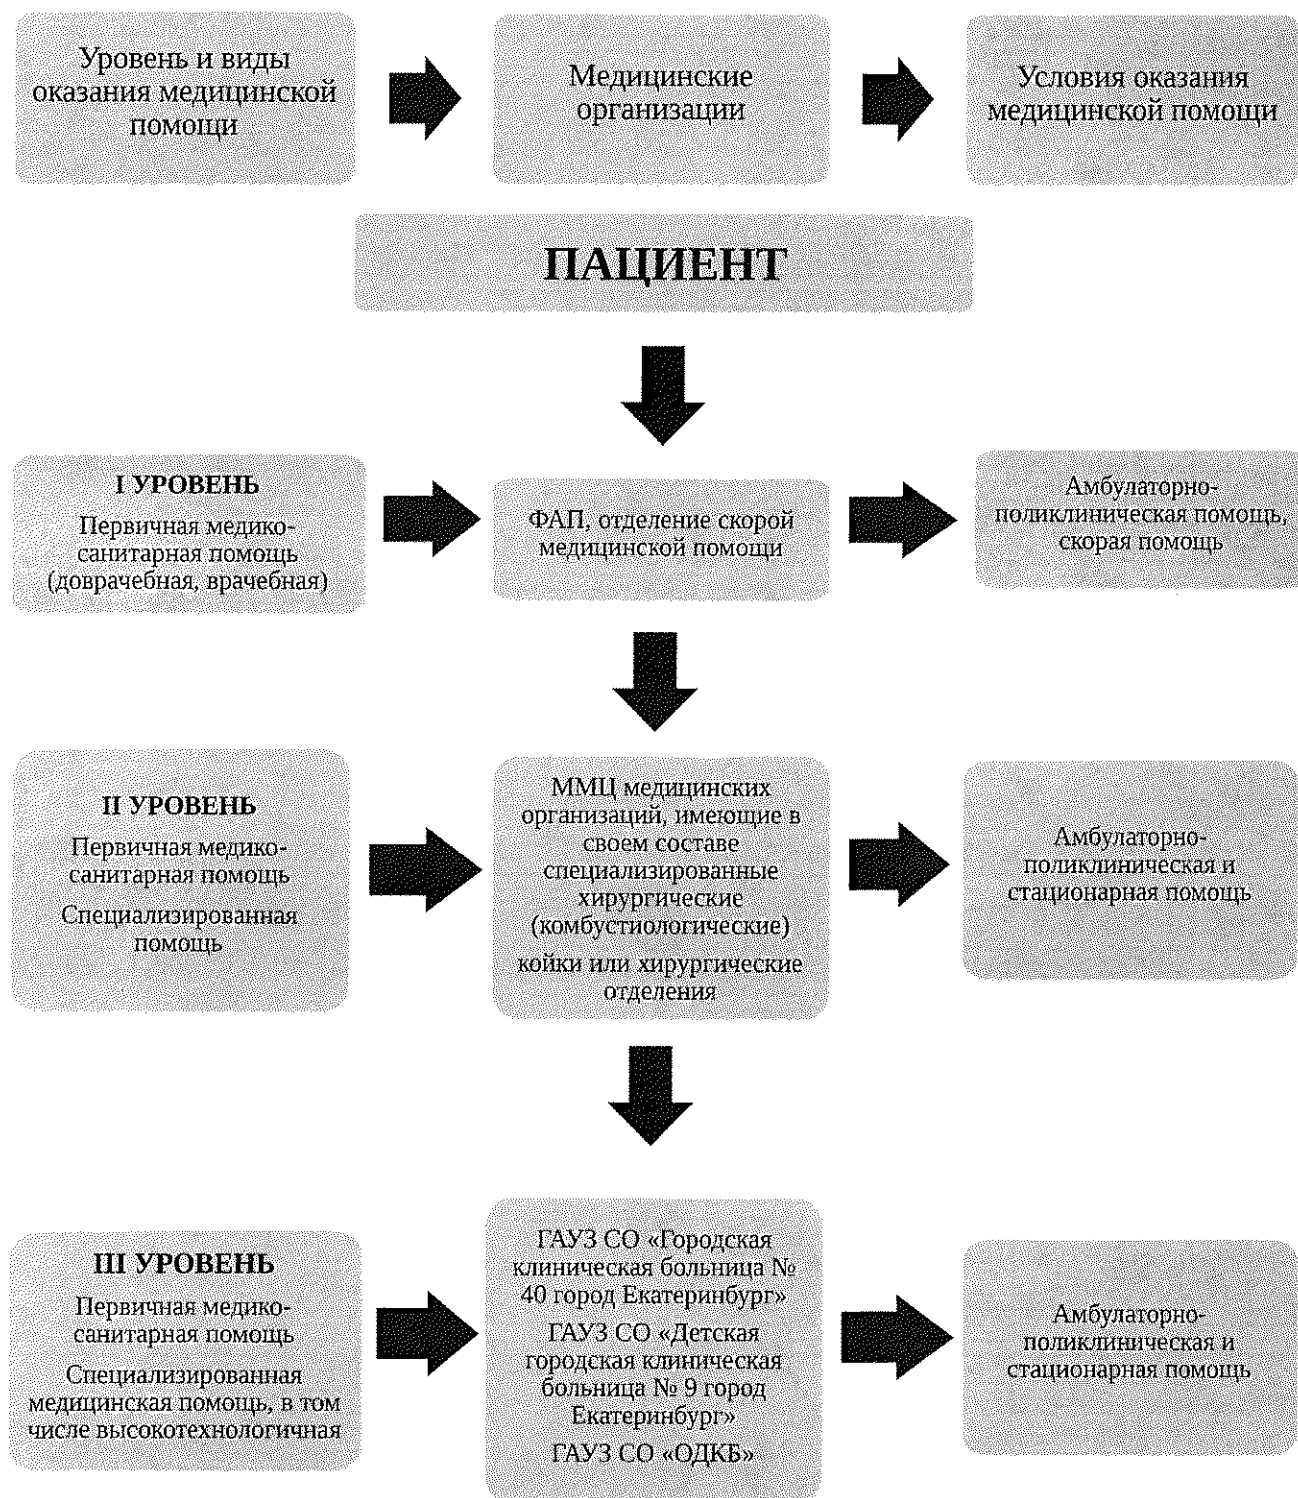 Уровень и виды
оказания медицинской
помощи
Медицинские
организации
Условия оказания
медицинской помощи
ПАЦИЕНТ
I УРОВЕНЬ
Первичная медико-
санитарная помощь
(доврачебная, врачебная)
ФАП, отделение скорой
медицинской помощи
Амбулаторно-
поликлиническая помощь,
скорая помощь
II УРОВЕНЬ
Первичная медико-
санитарная помощь
Специализированная
помощь
ММЦ медицинских
организаций, имеющие в
своем составе
специализированные
хирургические
(комбустиологические)
койки или хирургические
отделения
Амбулаторно-
поликлиническая и
стационарная помощь
III УРОВЕНЬ
Первичная медико-
санитарная помощь
Специализированная
медицинская помощь, в том
числе высокотехнологичная
ГАУЗ СО «Городская
клиническая больница №
40 город Екатеринбург»
ГАУЗ СО «Детская
городская клиническая
больница № 9 город
Екатеринбург»
ГАУЗ СО «ОДКБ»
Амбулаторно-
поликлиническая и
стационарная помощь